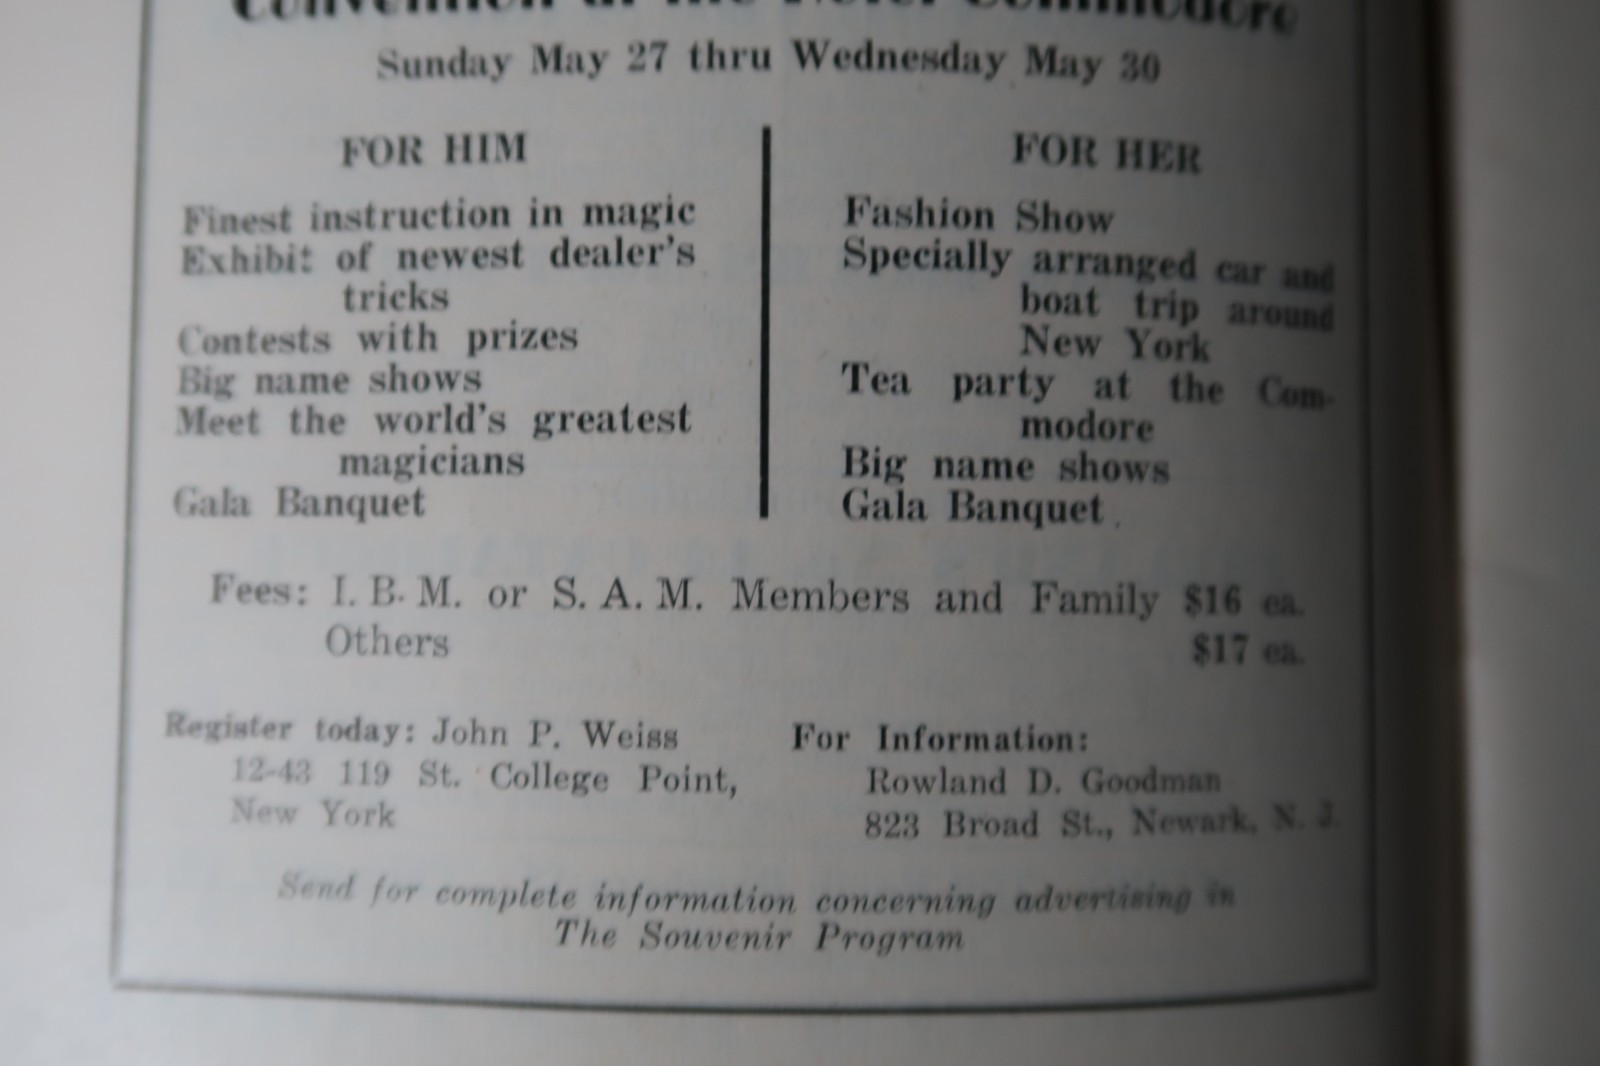 Convention at the Hotel Commodore
Sunday May 27 thru Wednesday May 30
FOR HIM
Finest instruction in magic
Exhibit of newest dealer's
tricks
Contests with prizes
Big name shows
Meet the world's greatest
magicians
Gala Banquet
FOR HER
Fashion Show
Specially arranged car and
boat trip around
New York
Tea party at the Com-
modore
Big name shows
Gala Banquet
Fees: I. B. M. or S. A. M. Members and Family $16 ea.
Others $17 ea.
Register today: John P. Weiss
12-43 119 St. College Point,
New York
For Information:
Rowland D. Goodman
823 Broad St., Newark, N. J.
Send for complete information concerning advertising in
The Souvenir Program